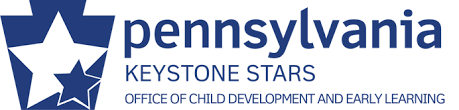 pennsylvania
KEYSTONE STARS
OFFICE OF CHILD DEVELOPMENT AND EARLY LEARNING